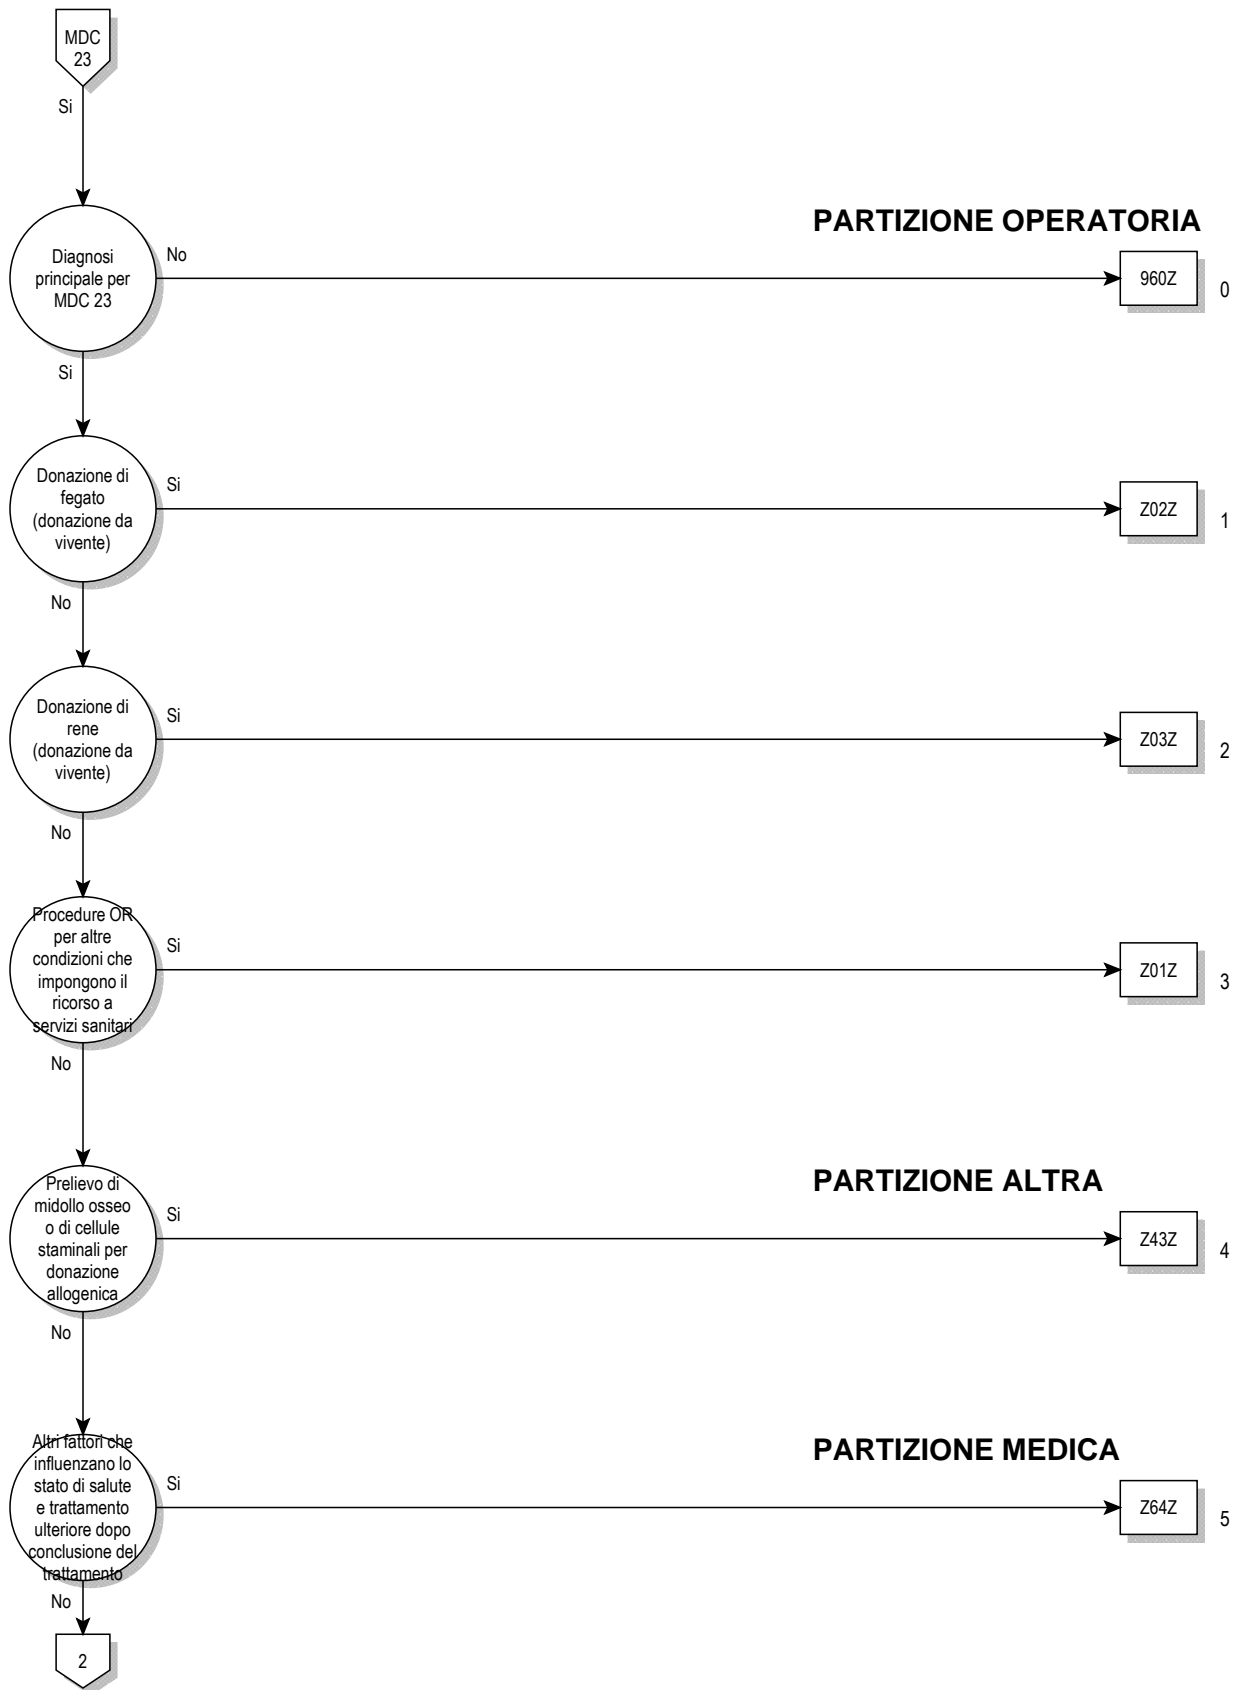 MDC
23
Si
PARTIZIONE OPERATORIA
Diagnosi
principale per
MDC 23
No
960Z
0
Si
Donazione di
fegato
(donazione da
vivente)
Si
Z02Z
1
No
Donazione di
rene
(donazione da
vivente)
Si
Z03Z
2
No
Procedure OR
per altre
condizioni che
impongono il
ricorso a
servizi sanitari
Si
Z01Z
3
No
PARTIZIONE ALTRA
Prelievo di
midollo osseo
o di cellule
staminali per
donazione
allogenica
Si
Z43Z
4
No
PARTIZIONE MEDICA
Altri fattori che
influenzano lo
stato di salute
e trattamento
ulteriore dopo
conclusione del
trattamento
Si
Z64Z
5
No
2